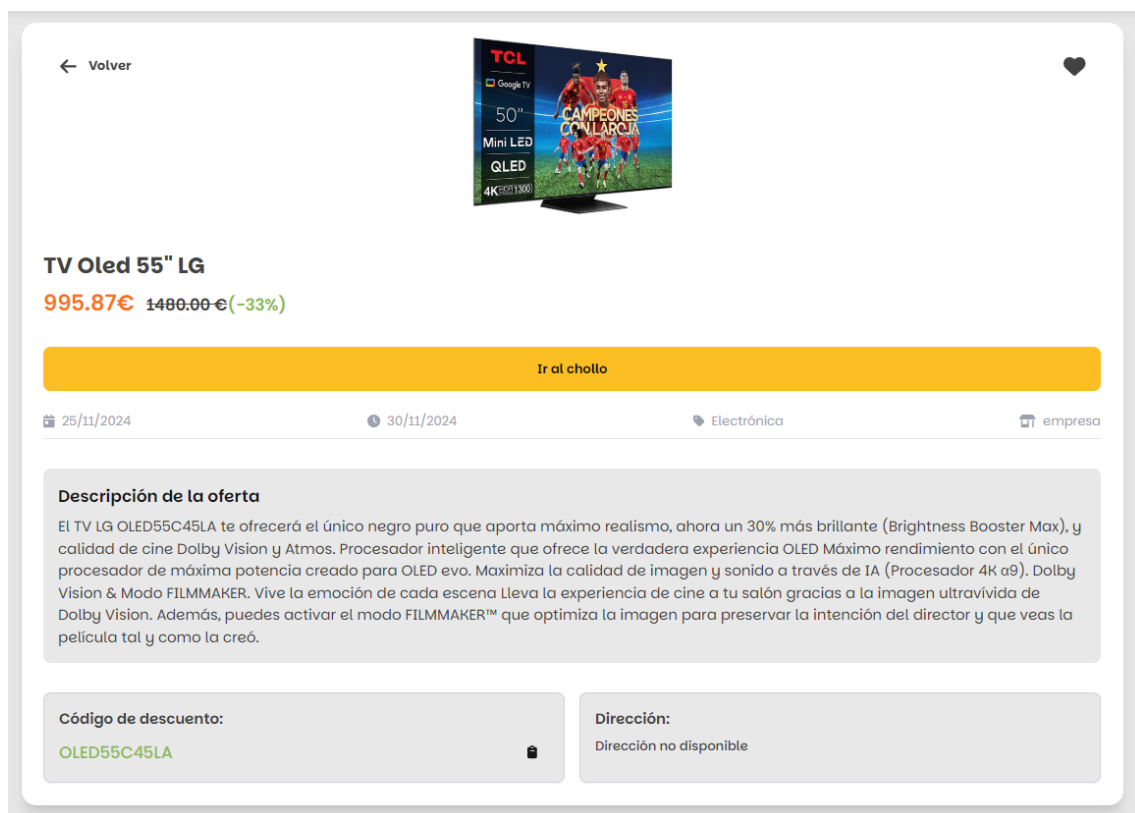 Volver
TCL
Google TV
50"
Mini LED
QLED
4K HDR 1300
CAMPEONES
CON LA ROJA
TV Oled 55" LG
995.87€ 1480.00 €(-33%)
Ir al chollo
25/11/2024 30/11/2024 Electrónica empresa
Descripción de la oferta
El TV LG OLED55C45LA te ofrecerá el único negro puro que aporta máximo realismo, ahora un 30% más brillante (Brightness Booster Max), y
calidad de cine Dolby Vision y Atmos. Procesador inteligente que ofrece la verdadera experiencia OLED Máximo rendimiento con el único
procesador de máxima potencia creado para OLED evo. Maximiza la calidad de imagen y sonido a través de IA (Procesador 4K α9). Dolby
Vision & Modo FILMMAKER. Vive la emoción de cada escena Lleva la experiencia de cine a tu salón gracias a la imagen ultravívida de
Dolby Vision. Además, puedes activar el modo FILMMAKER™ que optimiza la imagen para preservar la intención del director y que veas la
película tal y como la creó.
Código de descuento:
OLED55C45LA
Dirección:
Dirección no disponible